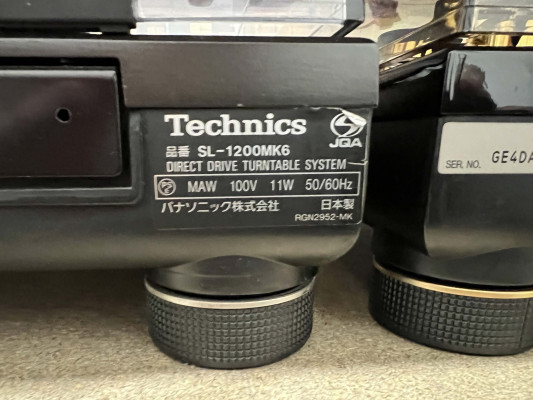 Technics
JQA
品番 SL-1200MK6
DIRECT DRIVE TURNTABLE SYSTEM
PSE MAW 100V 11W 50/60Hz
パナソニック株式会社 日本製
RGN2952-MK
SER. NO. GE4DA